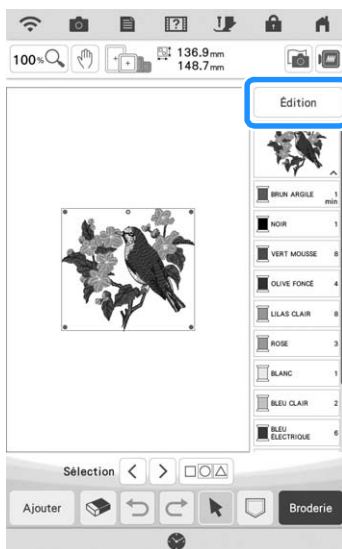 100% 136.9mm
148.7mm
Édition
BRUN ARGILE 1
min
NOIR 1
VERT MOUSSE 8
OLIVE FONCÉ 4
LILAS CLAIR 8
ROSE 3
BLANC 1
BLEU CLAIR 2
BLEU ÉLECTRIQUE 6
Sélection
Ajouter Broderie